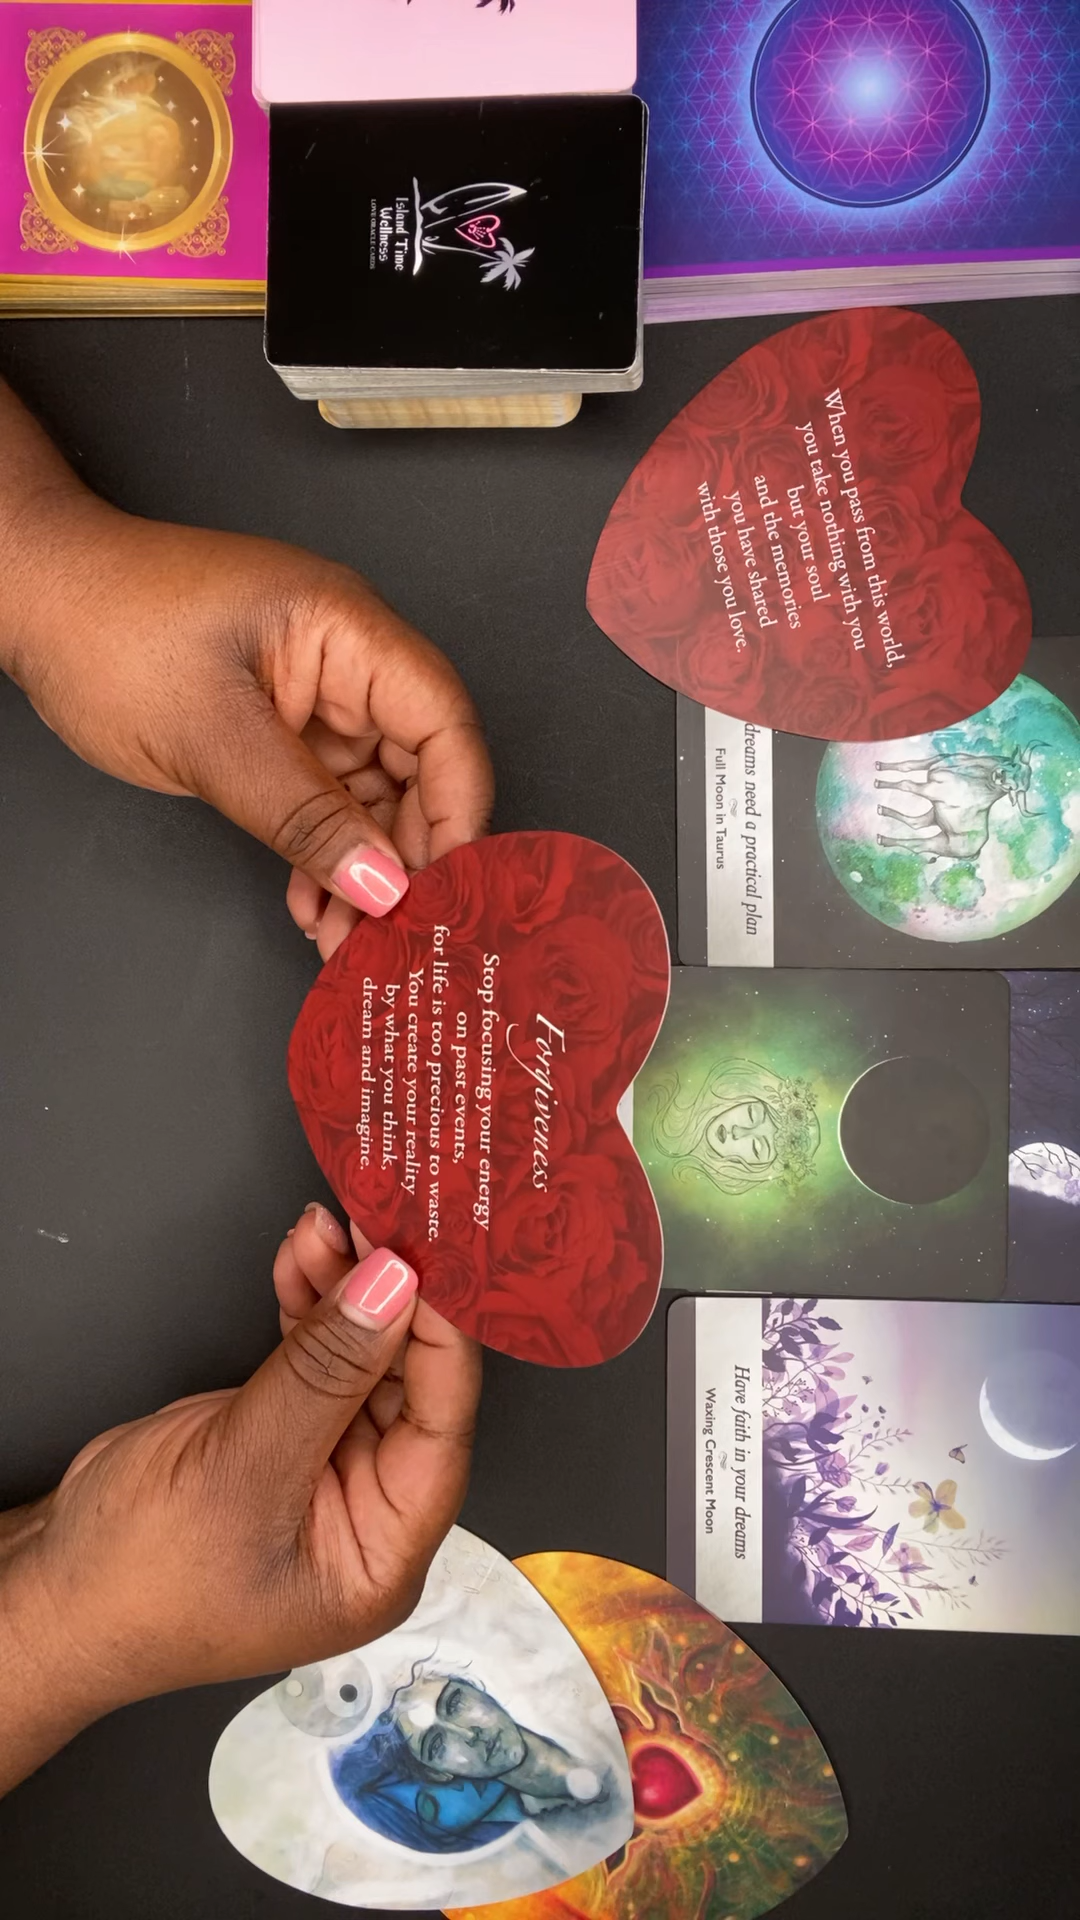 Island Time
Wellness
LOVE ORACLE CARDS
When you pass from this world,
you take nothing with you
but your soul
and the memories
you have shared
with those you love.
dreams need a practical plan
Full Moon in Taurus
Forgiveness
Stop focusing your energy
on past events,
for life is too precious to waste.
You create your reality
by what you think,
dream and imagine.
Have faith in your dreams
Waxing Crescent Moon